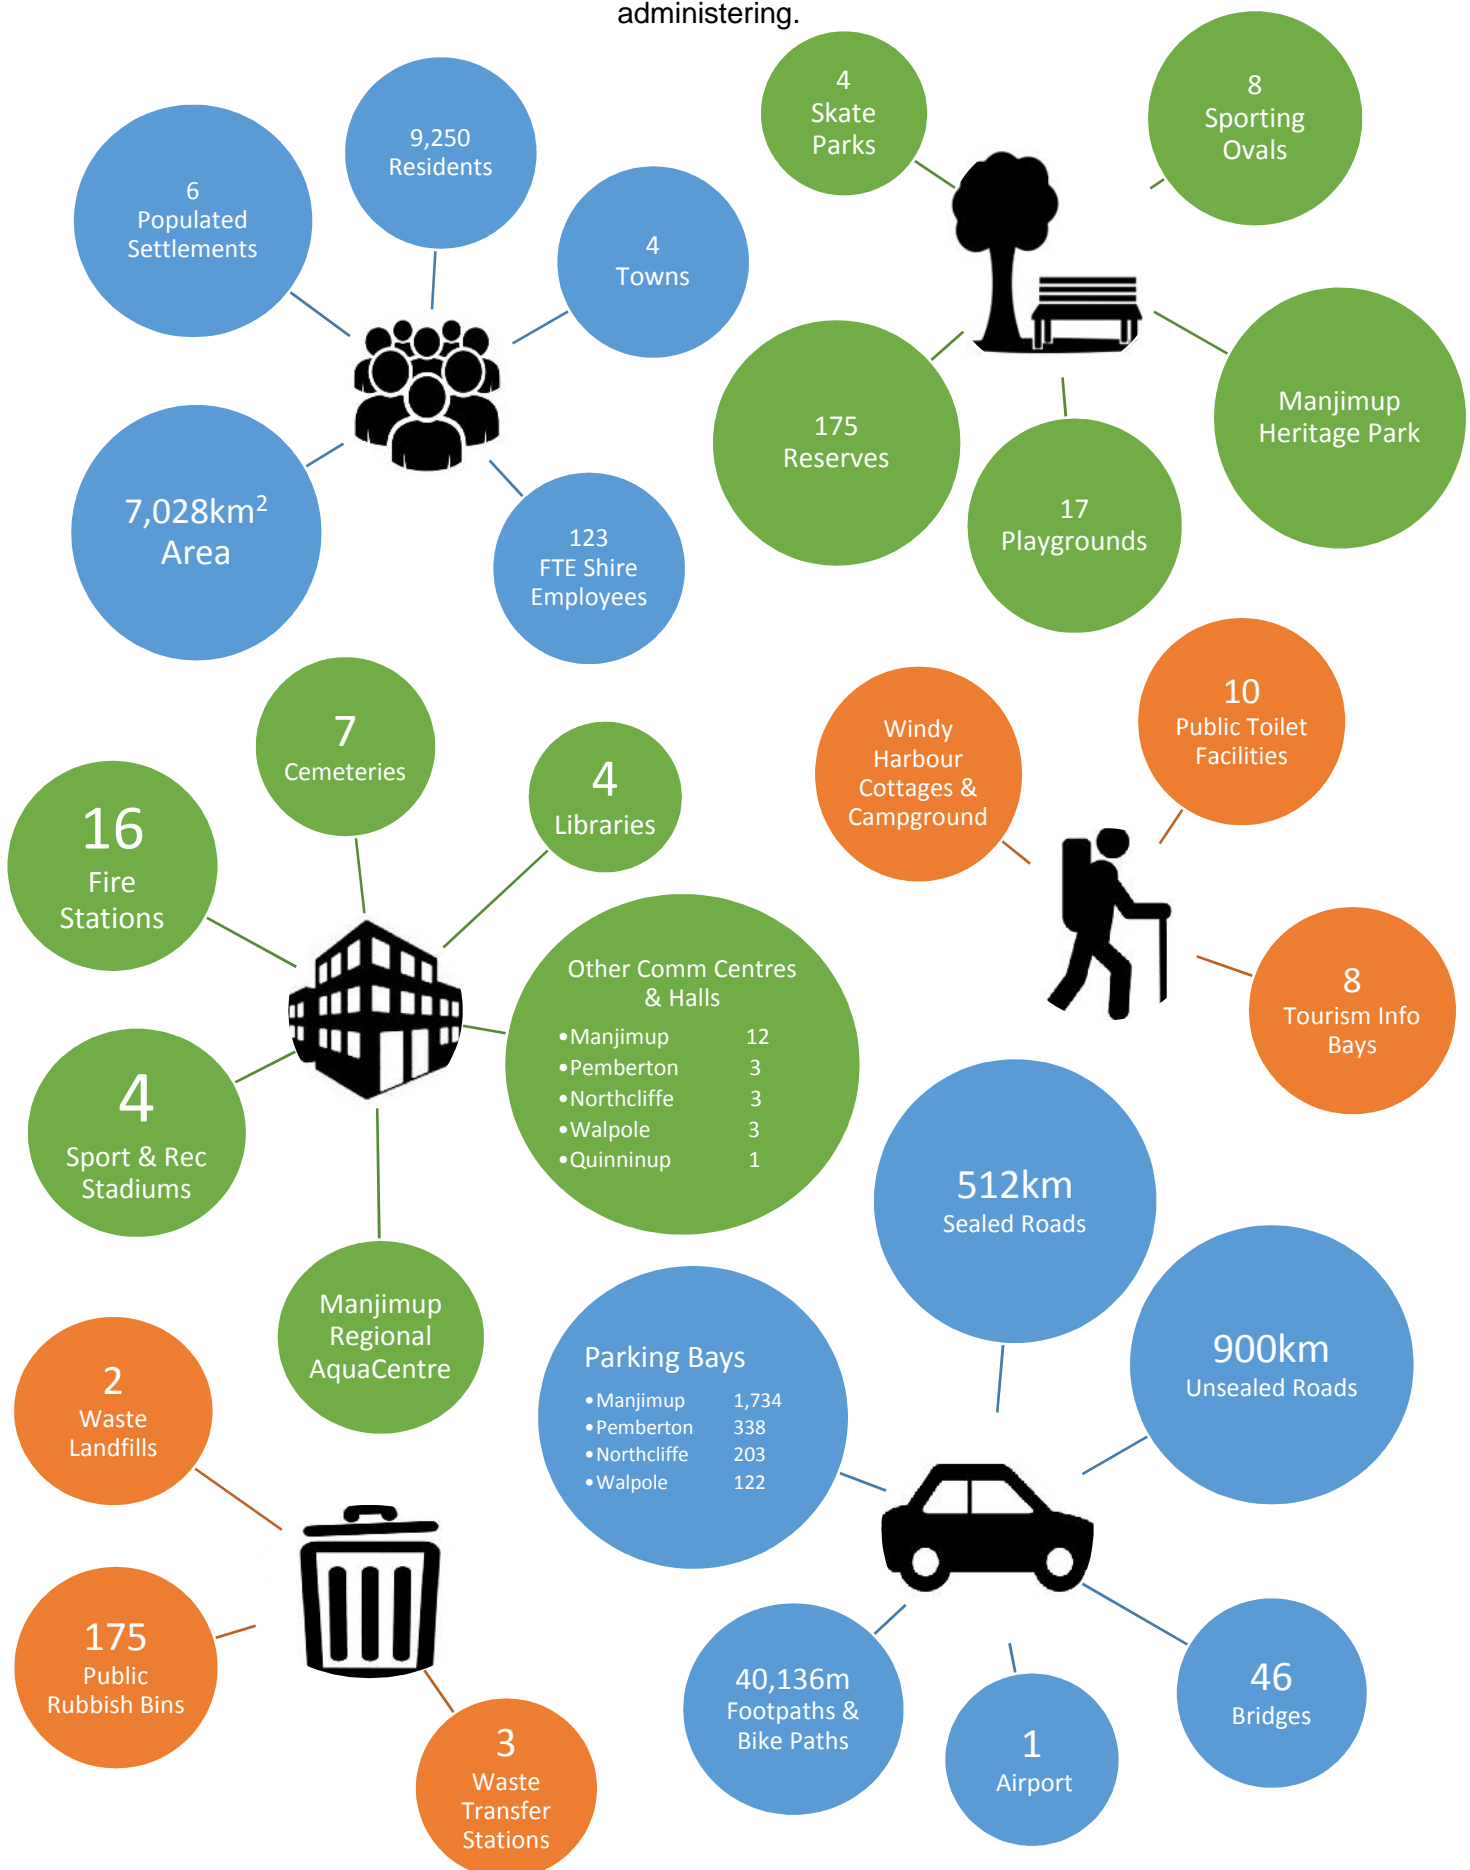 administering.
6
Populated
Settlements
9,250
Residents
4
Towns
7,028km²
Area
123
FTE Shire
Employees
4
Skate
Parks
8
Sporting
Ovals
175
Reserves
17
Playgrounds
Manjimup
Heritage Park
7
Cemeteries
4
Libraries
16
Fire
Stations
Other Comm Centres
& Halls
•Manjimup 12
•Pemberton 3
•Northcliffe 3
•Walpole 3
•Quinninup 1
4
Sport & Rec
Stadiums
Manjimup
Regional
AquaCentre
Windy
Harbour
Cottages &
Campground
10
Public Toilet
Facilities
8
Tourism Info
Bays
512km
Sealed Roads
900km
Unsealed Roads
Parking Bays
•Manjimup 1,734
•Pemberton 338
•Northcliffe 203
•Walpole 122
40,136m
Footpaths &
Bike Paths
1
Airport
46
Bridges
2
Waste
Landfills
175
Public
Rubbish Bins
3
Waste
Transfer
Stations